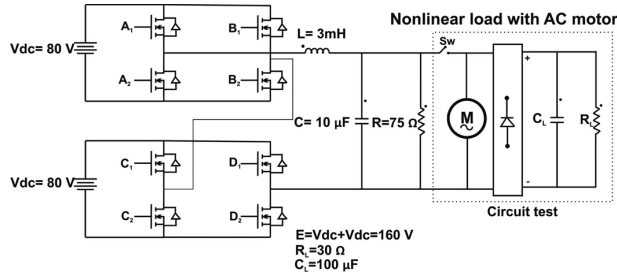 Nonlinear load with AC motor
A1
B1
L= 3mH
Sw
Vdc= 80 V
+
A2
B2
M
C= 10 µF
R=75 Ω
CL
RL
C1
D1
Vdc= 80 V
-
C2
D2
Circuit test
E=Vdc+Vdc=160 V
RL=30 Ω
CL=100 µF